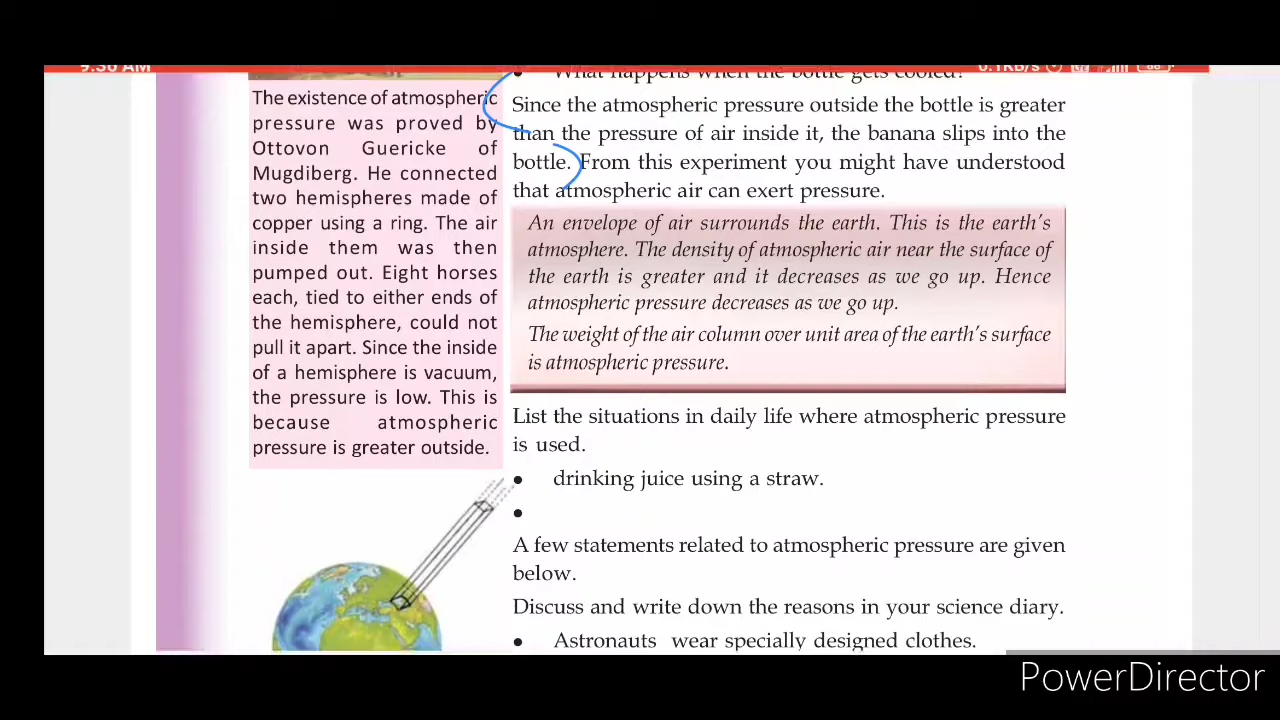 9:30 AM
0.1KB/s
What happens when the bottle gets cooled?
The existence of atmospheric
pressure was proved by
Ottovon Guericke of
Mugdiberg. He connected
two hemispheres made of
copper using a ring. The air
inside them was then
pumped out. Eight horses
each, tied to either ends of
the hemisphere, could not
pull it apart. Since the inside
of a hemisphere is vacuum,
the pressure is low. This is
because atmospheric
pressure is greater outside.
Since the atmospheric pressure outside the bottle is greater
than the pressure of air inside it, the banana slips into the
bottle. From this experiment you might have understood
that atmospheric air can exert pressure.
An envelope of air surrounds the earth. This is the earth's
atmosphere. The density of atmospheric air near the surface of
the earth is greater and it decreases as we go up. Hence
atmospheric pressure decreases as we go up.
The weight of the air column over unit area of the earth's surface
is atmospheric pressure.
List the situations in daily life where atmospheric pressure
is used.
• drinking juice using a straw.
•
A few statements related to atmospheric pressure are given
below.
Discuss and write down the reasons in your science diary.
• Astronauts wear specially designed clothes.
PowerDirector